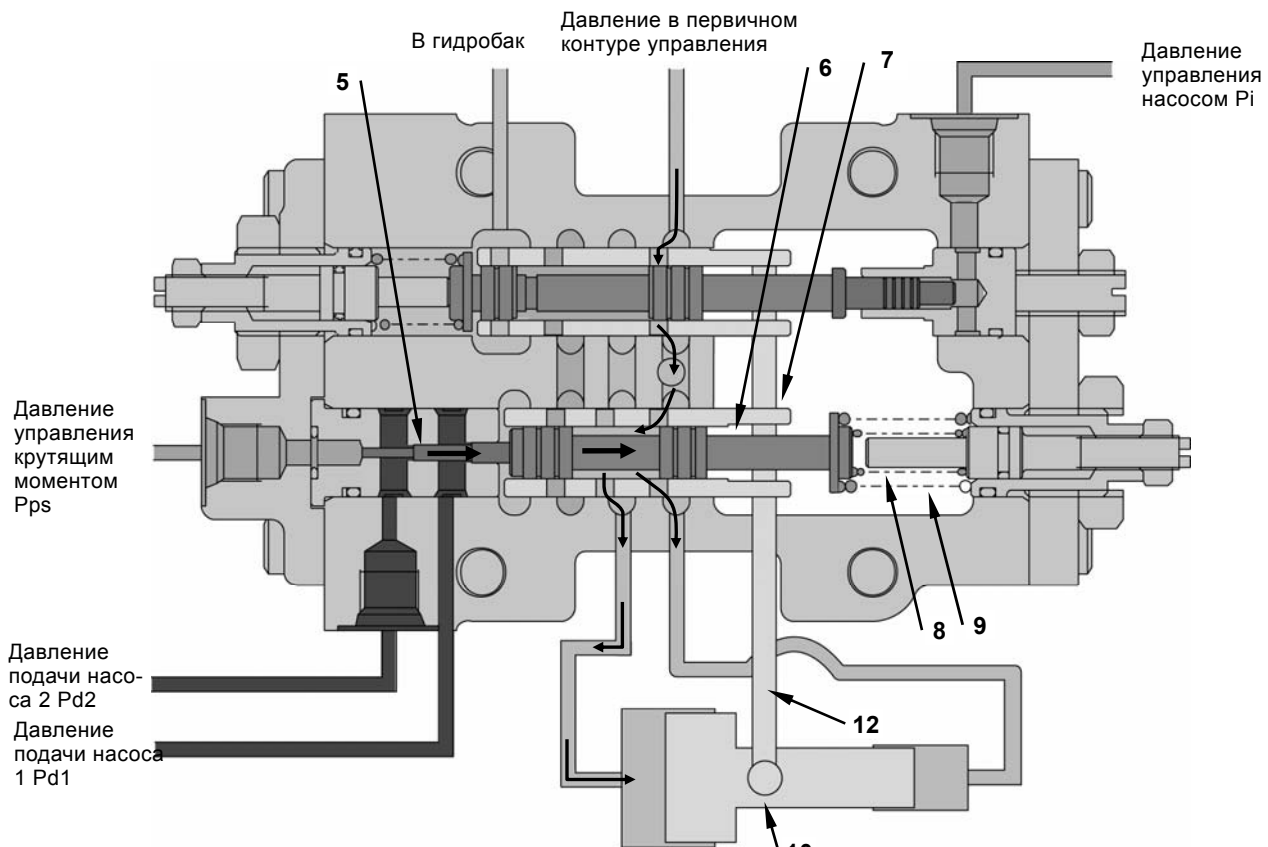 В гидробак
Давление в первичном
контуре управления
Давление
управления
насосом Pi
5
6
7
Давление
управления
крутящим
моментом
Pps
8
9
Давление
подачи насо-
са 2 Pd2
Давление
подачи насоса
1 Pd1
12